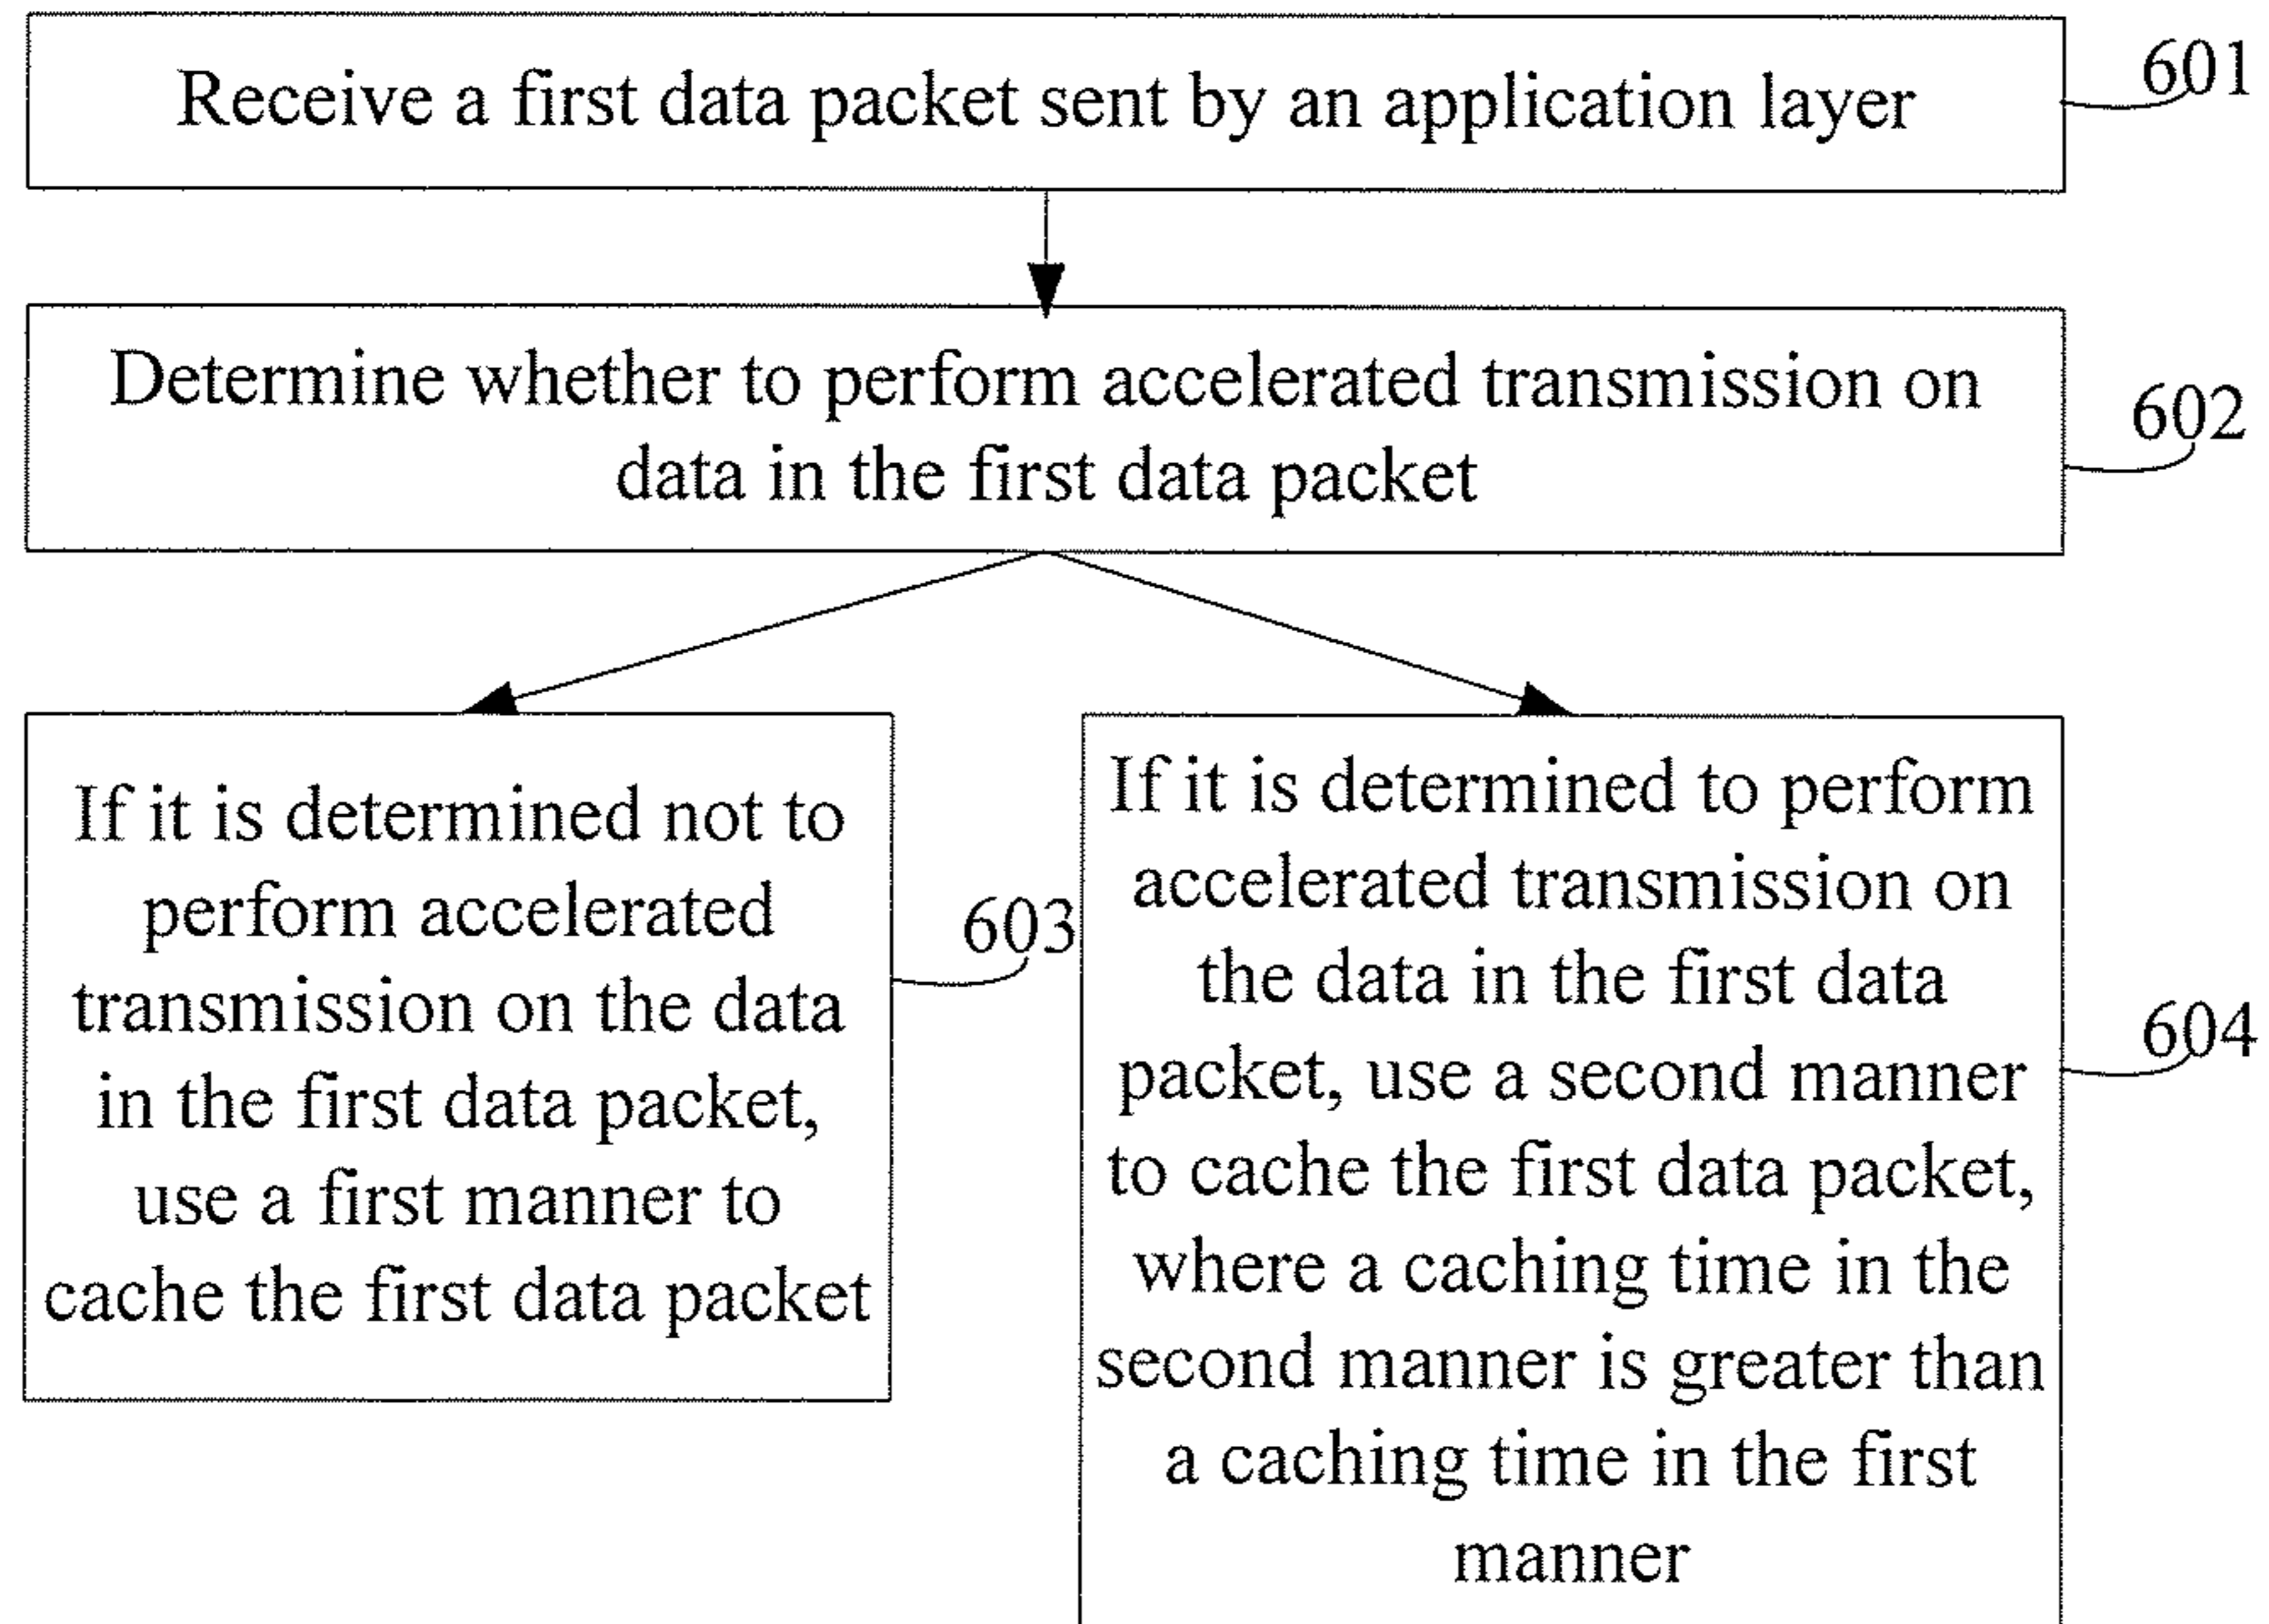 Receive a first data packet sent by an application layer
601
Determine whether to perform accelerated transmission on
data in the first data packet
602
If it is determined not to
perform accelerated
transmission on the data
in the first data packet,
use a first manner to
cache the first data packet
603
If it is determined to perform
accelerated transmission on
the data in the first data
packet, use a second manner
to cache the first data packet,
where a caching time in the
second manner is greater than
a caching time in the first
manner
604